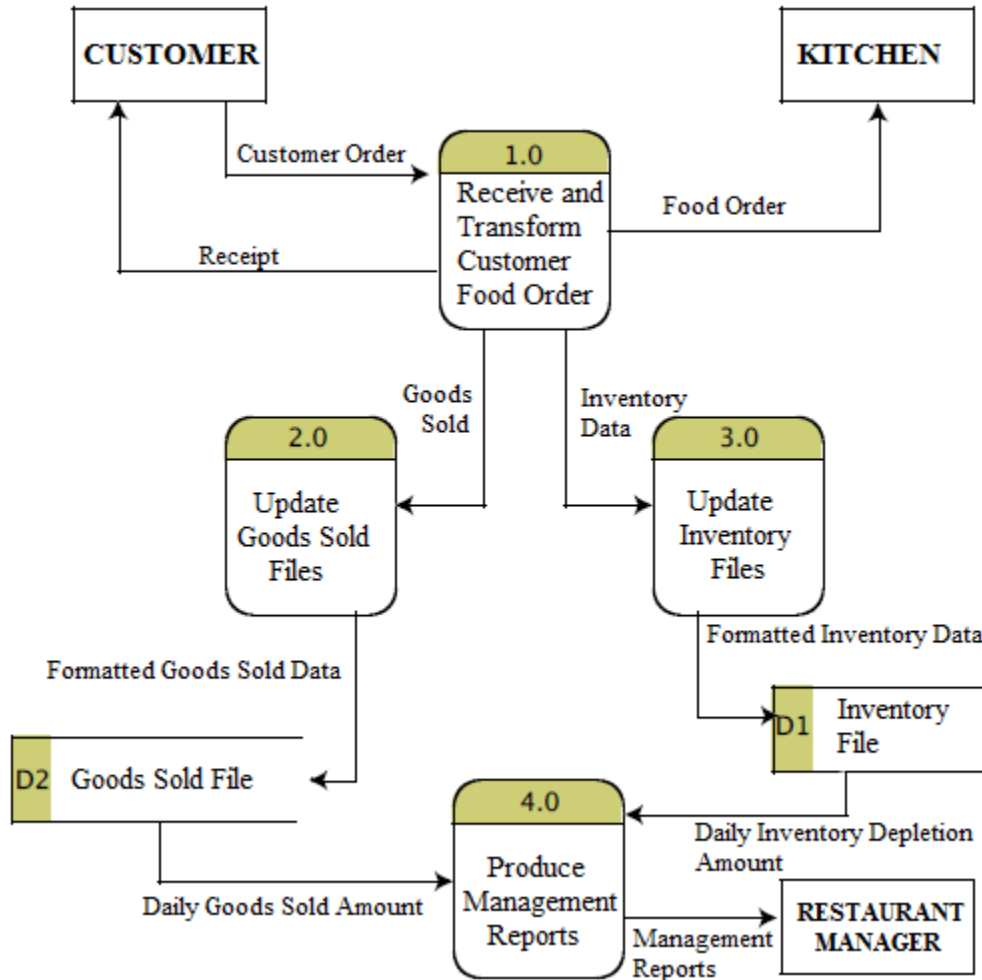 CUSTOMER
KITCHEN
Customer Order
1.0
Receive and
Transform
Customer
Food Order
Food Order
Receipt
Goods
Sold
Inventory
Data
2.0
Update
Goods Sold
Files
3.0
Update
Inventory
Files
Formatted Goods Sold Data
Formatted Inventory Data
D2
Goods Sold File
D1
Inventory
File
4.0
Produce
Management
Reports
Daily Inventory Depletion
Amount
Daily Goods Sold Amount
Management
Reports
RESTAURANT
MANAGER